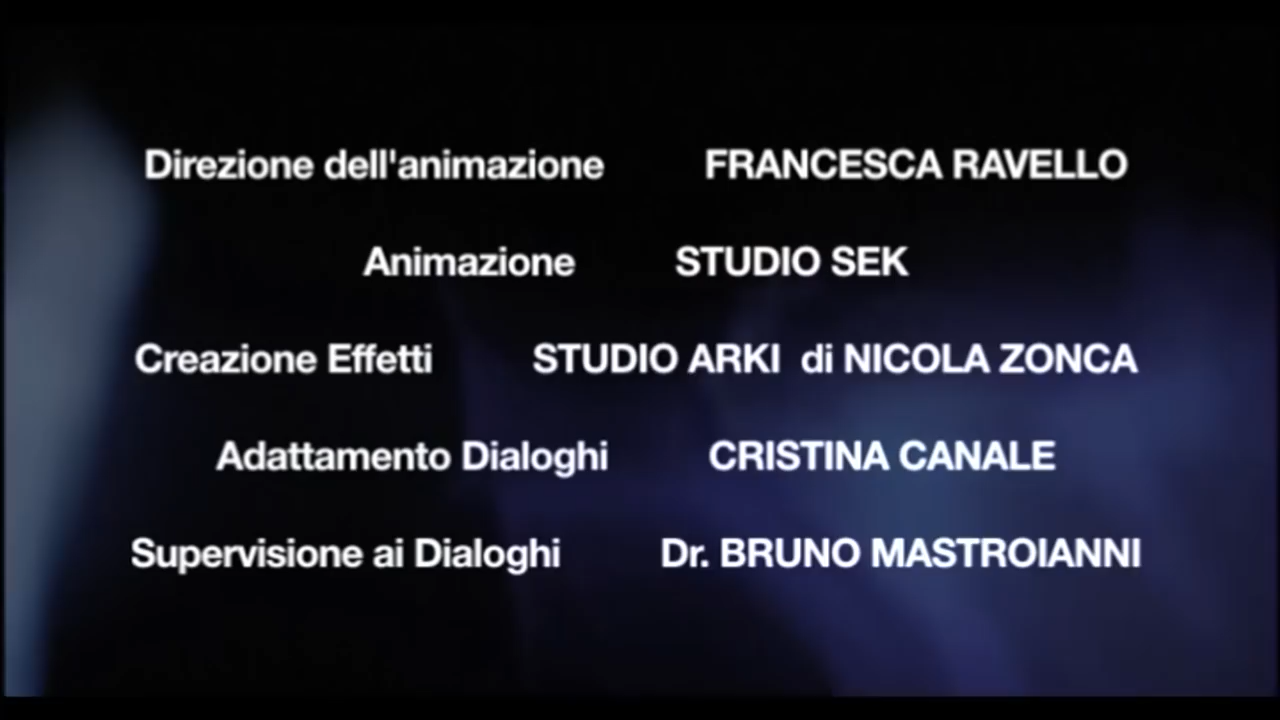 Direzione dell'animazione FRANCESCA RAVELLO
Animazione STUDIO SEK
Creazione Effetti STUDIO ARKI di NICOLA ZONCA
Adattamento Dialoghi CRISTINA CANALE
Supervisione ai Dialoghi Dr. BRUNO MASTROIANNI